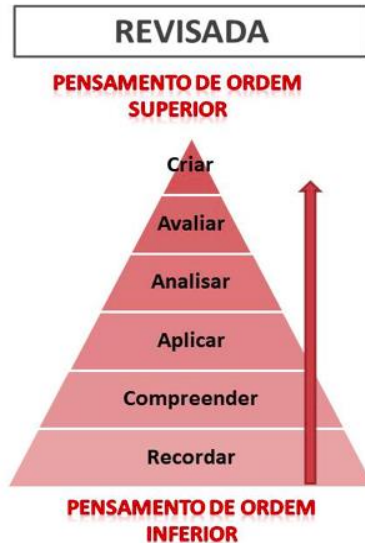 REVISADA
PENSAMENTO DE ORDEM
SUPERIOR
Criar
Avaliar
Analisar
Aplicar
Compreender
Recordar
PENSAMENTO DE ORDEM
INFERIOR